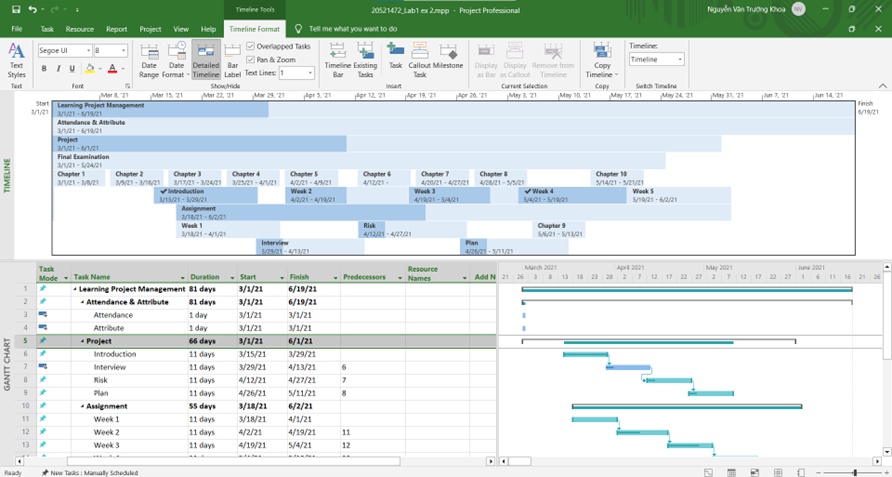 Timeline Tools
20521472_Lab1 ex 2.mpp - Project Professional
Nguyễn Văn Trường Khoa NV
File Task Resource Report Project View Help Timeline Format Tell me what you want to do
Segoe UI 8
Text Styles
B I U A
Font
Date Range
Date Format
Detailed Timeline
Bar Label
Overlapped Tasks
Pan & Zoom
Text Lines: 1
Show/Hide
Timeline Bar
Existing Tasks
Task
Callout Task
Milestone
Insert
Display as Bar
Display as Callout
Remove from Timeline
Current Selection
Copy Timeline
Copy
Timeline:
Timeline
Switch Timeline
TIMELINE
Mar 8, '21 Mar 15, '21 Mar 22, '21 Mar 29, '21 Apr 5, '21 Apr 12, '21 Apr 19, '21 Apr 26, '21 May 3, '21 May 10, '21 May 17, '21 May 24, '21 May 31, '21 Jun 7, '21 Jun 14, '21
Start
3/1/21
Finish
6/19/21
Learning Project Management
3/1/21 - 6/19/21
Attendance & Attribute
3/1/21 - 6/19/21
Project
3/1/21 - 6/1/21
Final Examination
3/1/21 - 5/24/21
Chapter 1 Chapter 2 Chapter 3 Chapter 4 Chapter 5 Chapter 6 Chapter 7 Chapter 8 Chapter 10
3/1/21 - 3/8/21 3/9/21 - 3/16/21 3/17/21 - 3/24/21 3/25/21 - 4/1/21 4/2/21 - 4/9/21 4/12/21 - 4/20/21 - 4/27/21 4/28/21 - 5/5/21 5/14/21 - 5/21/21
Introduction Week 2 Week 3 Week 4 Week 5
3/15/21 - 3/29/21 4/2/21 - 4/19/21 4/19/21 - 5/4/21 5/4/21 - 5/19/21 5/19/21 - 6/2/21
Assignment
3/18/21 - 6/2/21
Week 1 Risk Chapter 9
3/18/21 - 4/1/21 4/12/21 - 4/27/21 5/6/21 - 5/13/21
Interview Plan
3/29/21 - 4/13/21 4/26/21 - 5/11/21
GANTT CHART
Task Mode Task Name Duration Start Finish Predecessors Resource Names Add N
March 2021 April 2021 May 2021 June 2021
21 26 03 08 13 18 23 28 02 07 12 17 22 27 02 07 12 17 22 27 01 06 11 16 21 26
1 Learning Project Management 81 days 3/1/21 6/19/21
2 Attendance & Attribute 81 days 3/1/21 6/19/21
3 Attendance 1 day 3/1/21 3/1/21
4 Attribute 1 day 3/1/21 3/1/21
5 Project 66 days 3/1/21 6/1/21
6 Introduction 11 days 3/15/21 3/29/21
7 Interview 11 days 3/29/21 4/13/21 6
8 Risk 11 days 4/12/21 4/27/21 7
9 Plan 11 days 4/26/21 5/11/21 8
10 Assignment 55 days 3/18/21 6/2/21
11 Week 1 11 days 3/18/21 4/1/21
12 Week 2 11 days 4/2/21 4/19/21 11
13 Week 3 11 days 4/19/21 5/4/21 12
Ready New Tasks : Manually Scheduled